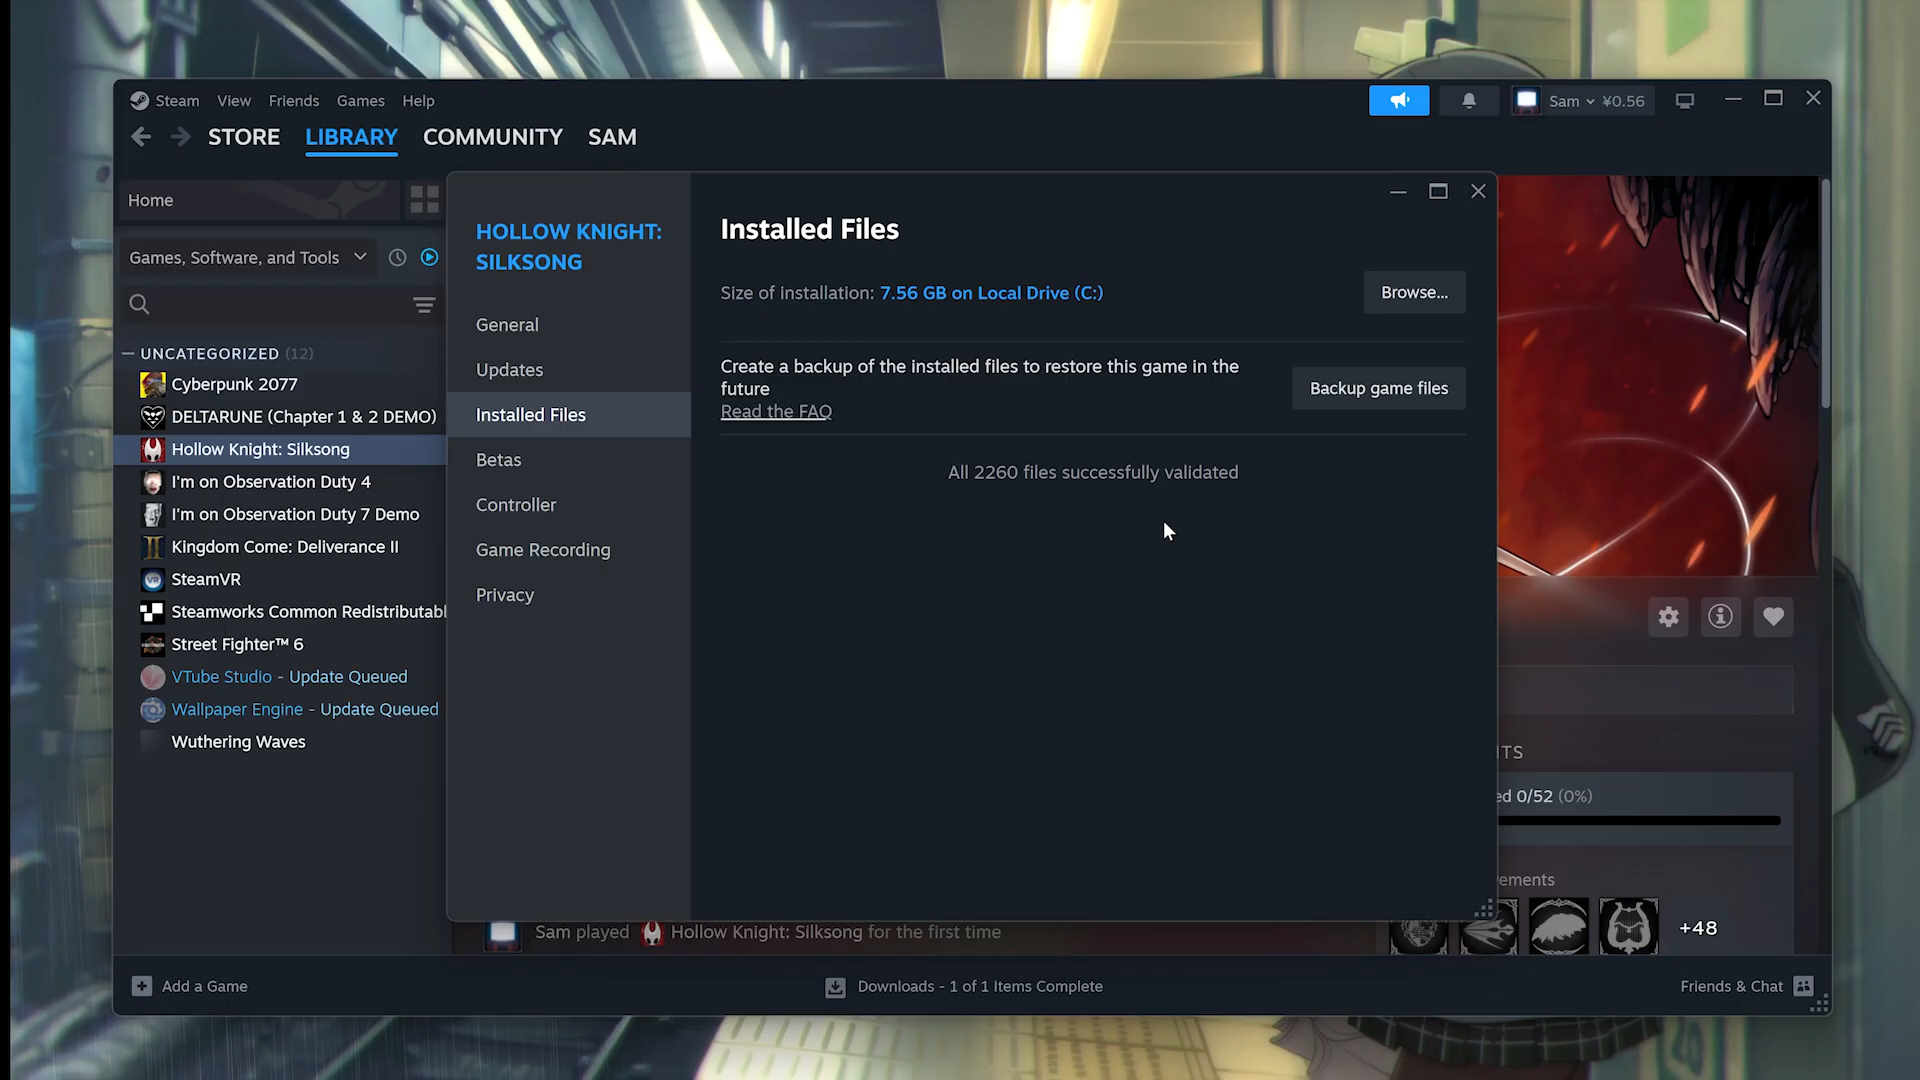 Steam View Friends Games Help
Sam ¥0.56
STORE LIBRARY COMMUNITY SAM
Home
Games, Software, and Tools
UNCATEGORIZED (12)
Cyberpunk 2077
DELTARUNE (Chapter 1 & 2 DEMO)
Hollow Knight: Silksong
I'm on Observation Duty 4
I'm on Observation Duty 7 Demo
Kingdom Come: Deliverance II
SteamVR
Steamworks Common Redistributabl
Street Fighter™ 6
VTube Studio - Update Queued
Wallpaper Engine - Update Queued
Wuthering Waves
HOLLOW KNIGHT:
SILKSONG
General
Updates
Installed Files
Betas
Controller
Game Recording
Privacy
Installed Files
Size of installation: 7.56 GB on Local Drive (C:)
Browse...
Create a backup of the installed files to restore this game in the
future
Read the FAQ
Backup game files
All 2260 files successfully validated
TS
ed 0/52 (0%)
ements
+48
Sam played Hollow Knight: Silksong for the first time
Add a Game
Downloads - 1 of 1 Items Complete
Friends & Chat